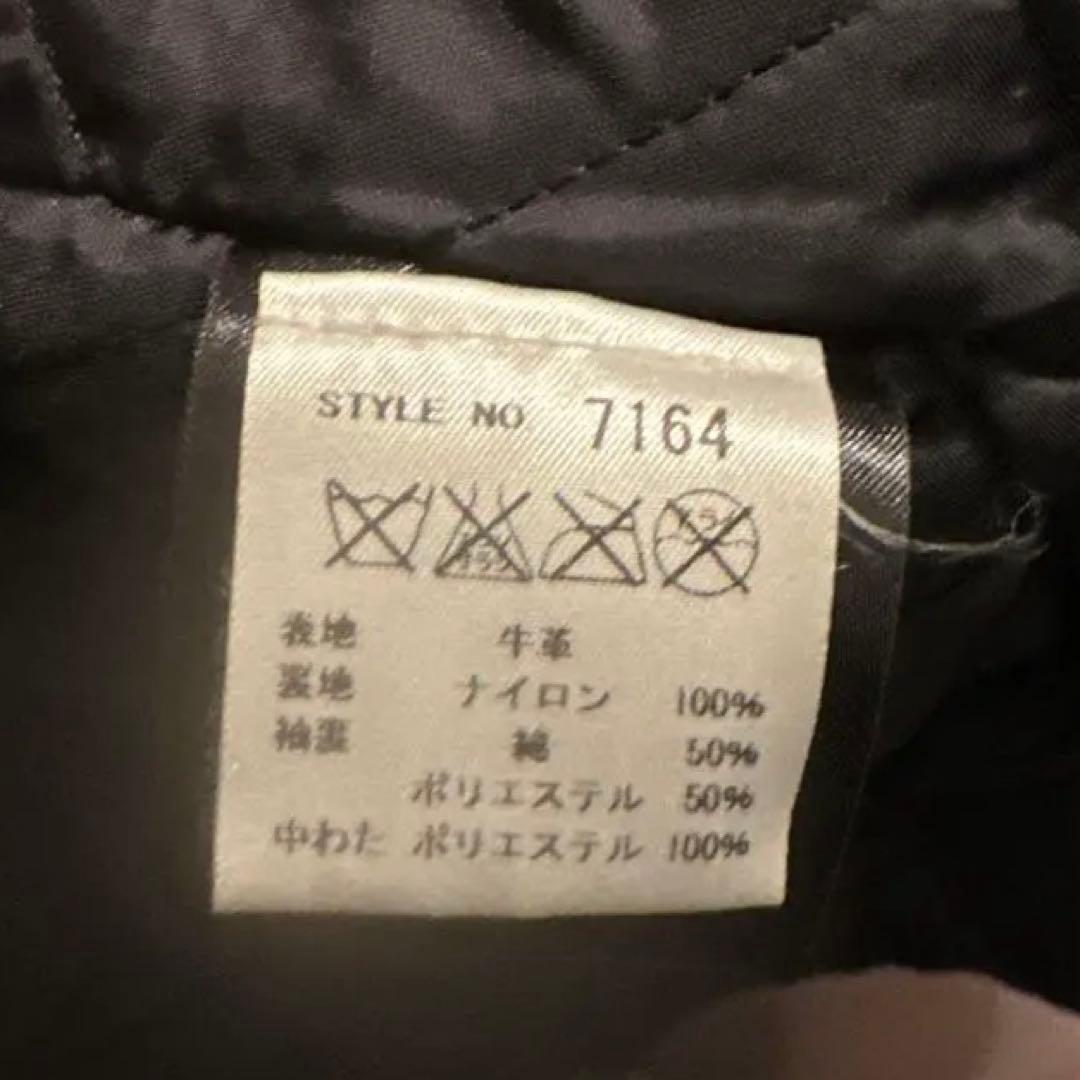 STYLE NO 7164
表地 牛革
裏地 ナイロン 100%
袖裏 綿 50%
ポリエステル 50%
中わた ポリエステル 100%